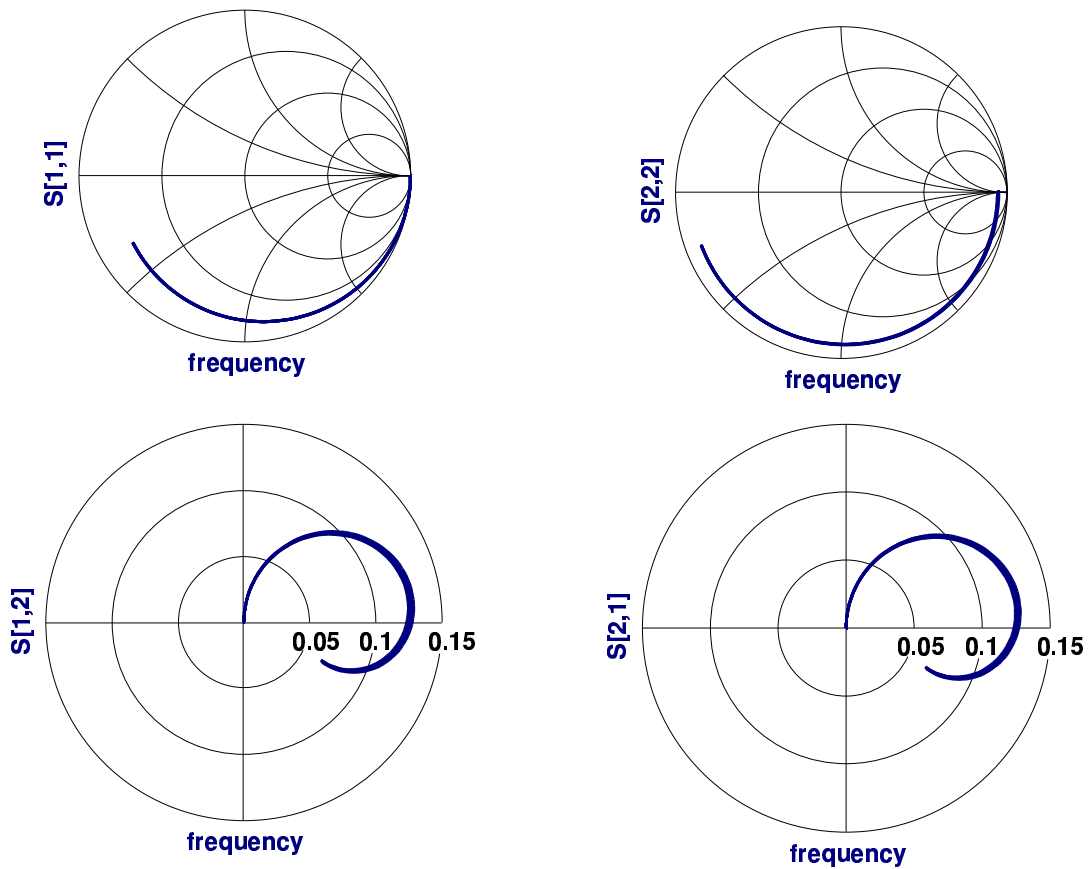 S[1,1]
frequency
S[2,2]
frequency
S[1,2]
0.05 0.1 0.15
frequency
S[2,1]
0.05 0.1 0.15
frequency